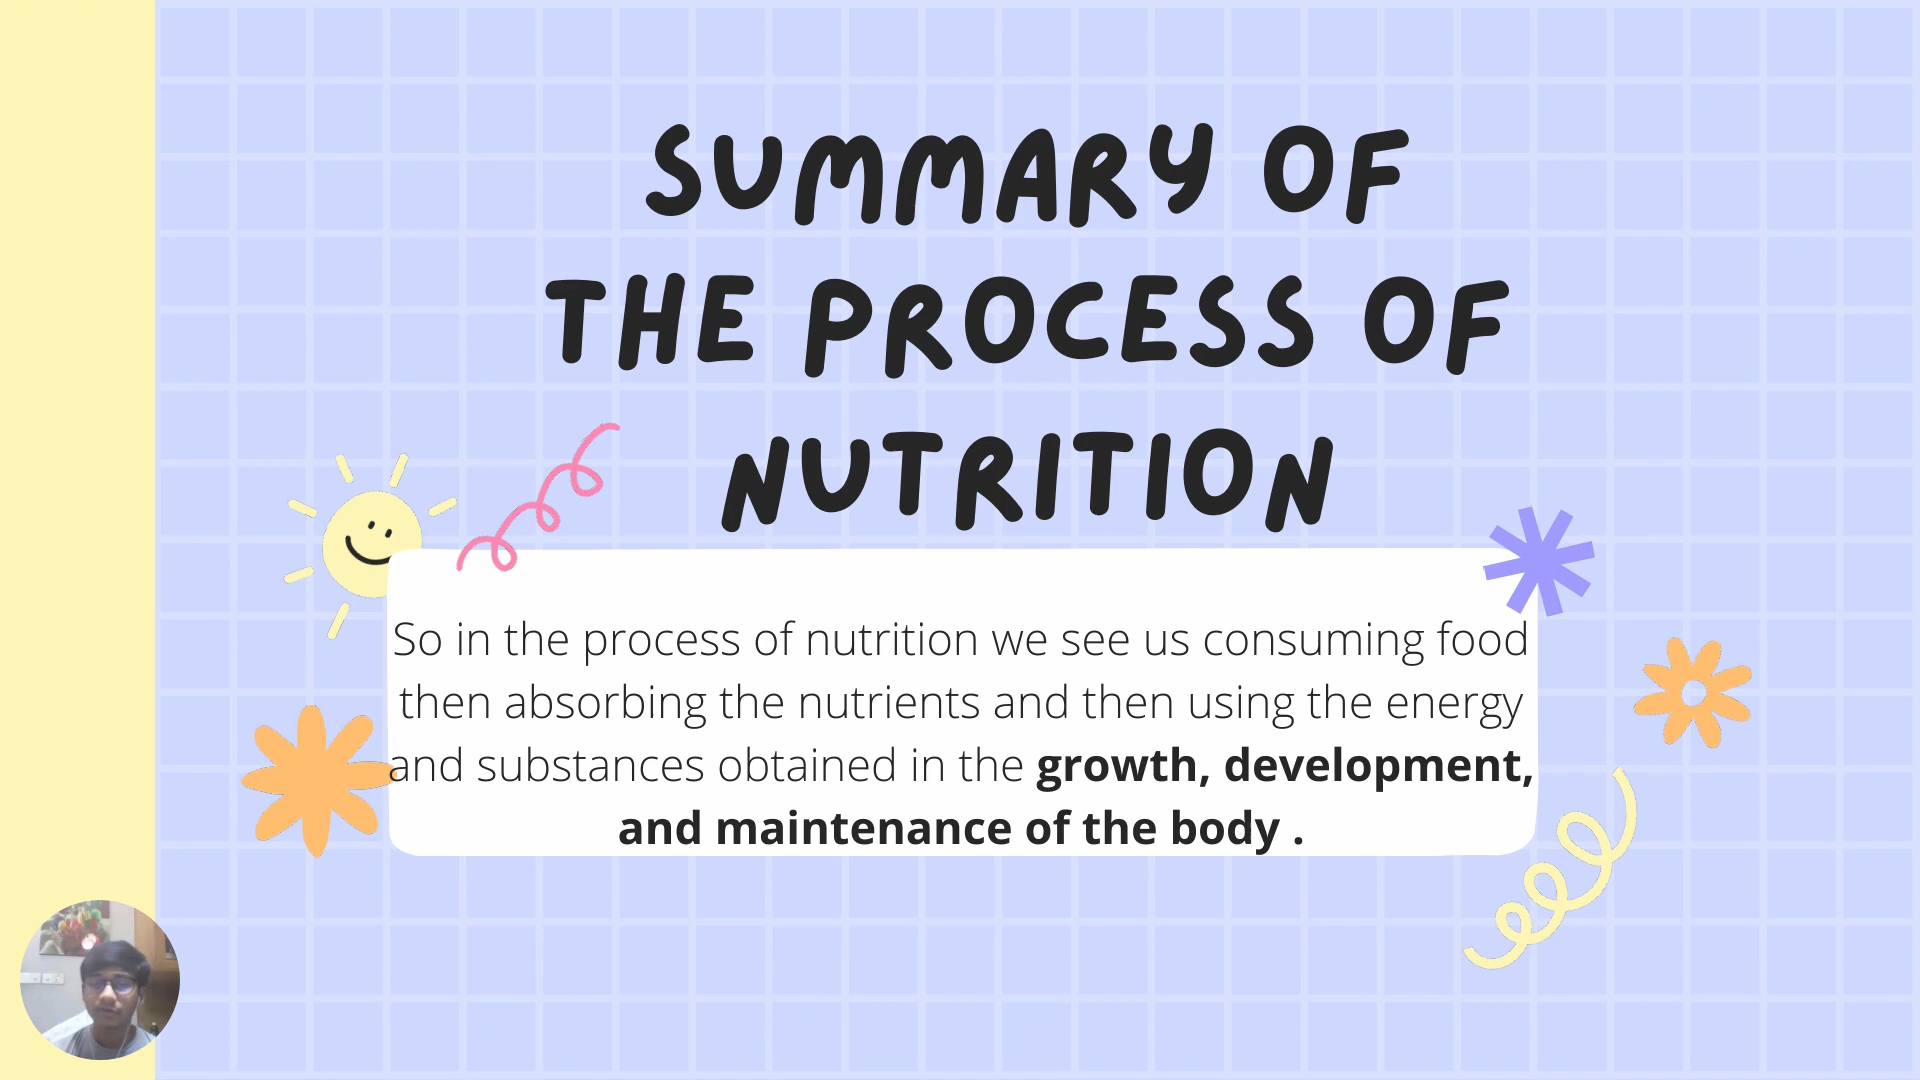 SUMMARY OF
THE PROCESS OF
NUTRITION
So in the process of nutrition we see us consuming food
then absorbing the nutrients and then using the energy
and substances obtained in the growth, development,
and maintenance of the body .